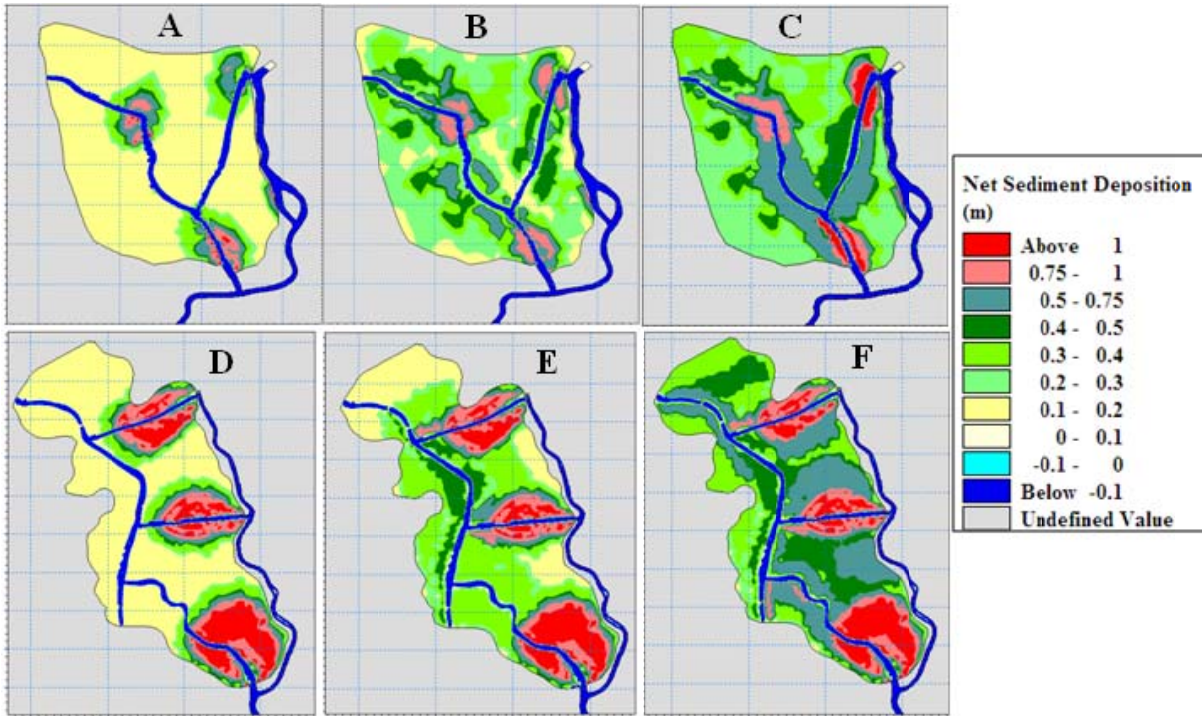 A
B
C
D
E
F
Net Sediment Deposition
(m)
Above 1
0.75 - 1
0.5 - 0.75
0.4 - 0.5
0.3 - 0.4
0.2 - 0.3
0.1 - 0.2
0 - 0.1
-0.1 - 0
Below -0.1
Undefined Value